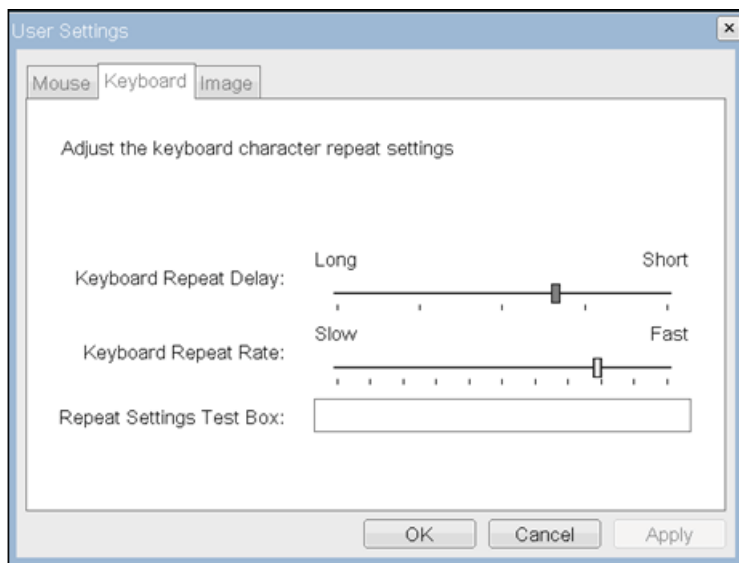 User Settings
Mouse Keyboard Image
Adjust the keyboard character repeat settings
Long Short
Keyboard Repeat Delay:
Slow Fast
Keyboard Repeat Rate:
Repeat Settings Test Box:
OK Cancel Apply